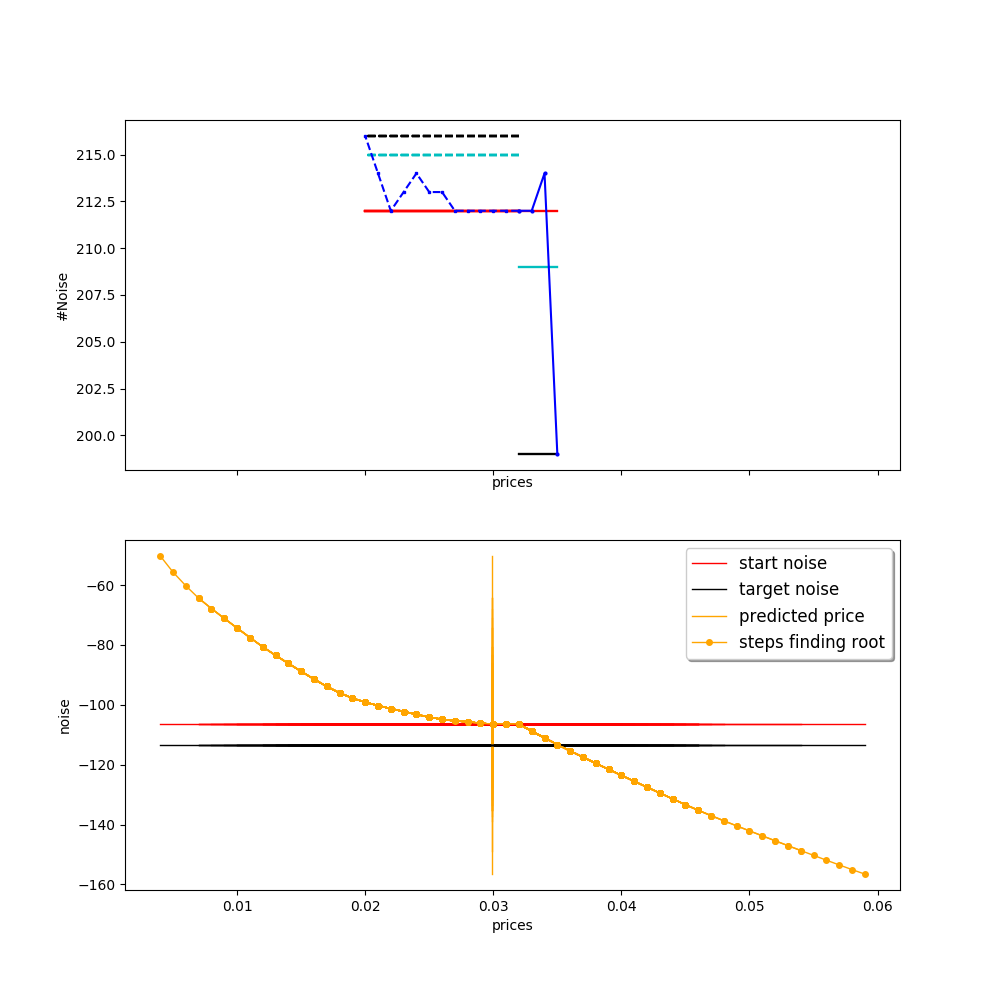 215.0
212.5
210.0
207.5
205.0
202.5
200.0
#Noise
prices
start noise
target noise
predicted price
steps finding root
−60
−80
−100
−120
−140
−160
noise
0.01 0.02 0.03 0.04 0.05 0.06
prices